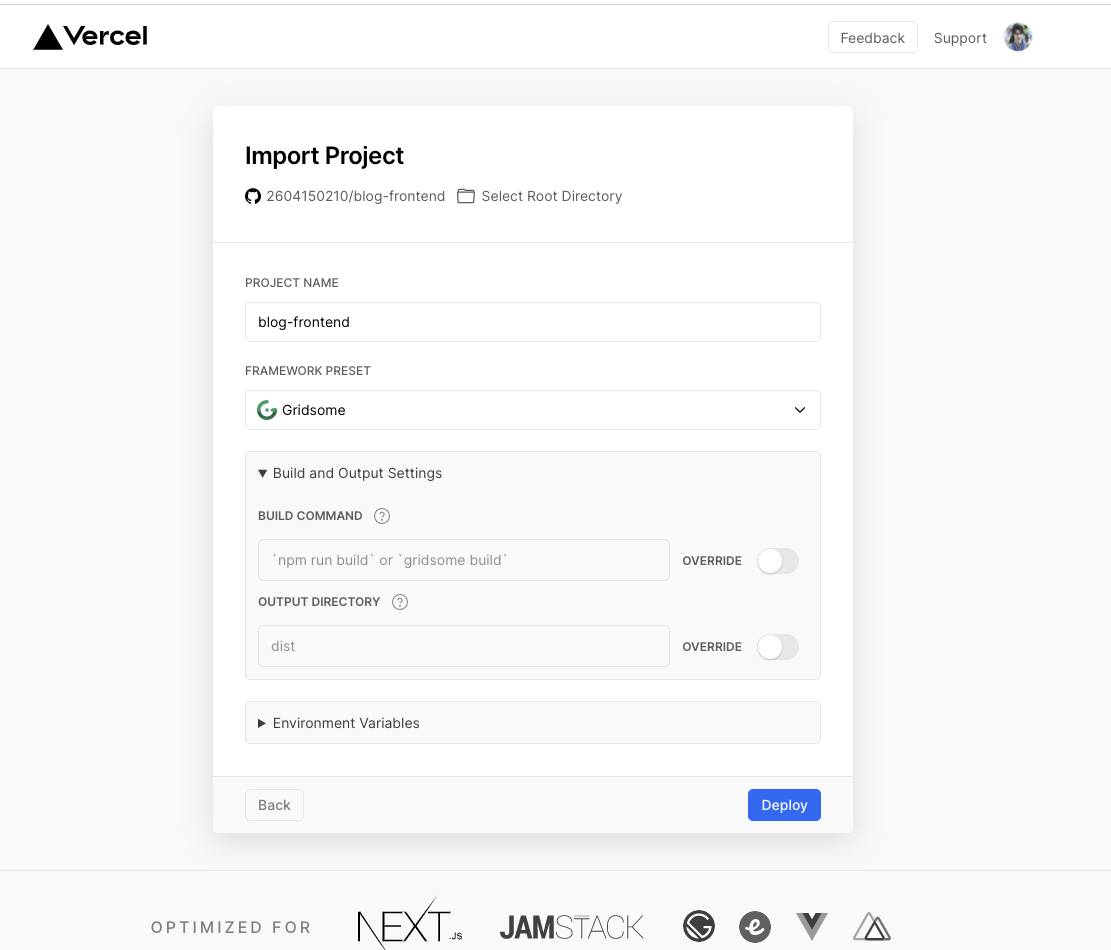 Vercel
Feedback Support
Import Project
2604150210/blog-frontend Select Root Directory
PROJECT NAME
blog-frontend
FRAMEWORK PRESET
Gridsome
Build and Output Settings
BUILD COMMAND ?
`npm run build` or `gridsome build`
OVERRIDE
OUTPUT DIRECTORY ?
dist
OVERRIDE
Environment Variables
Back Deploy
OPTIMIZED FOR NEXT.JS JAMSTACK